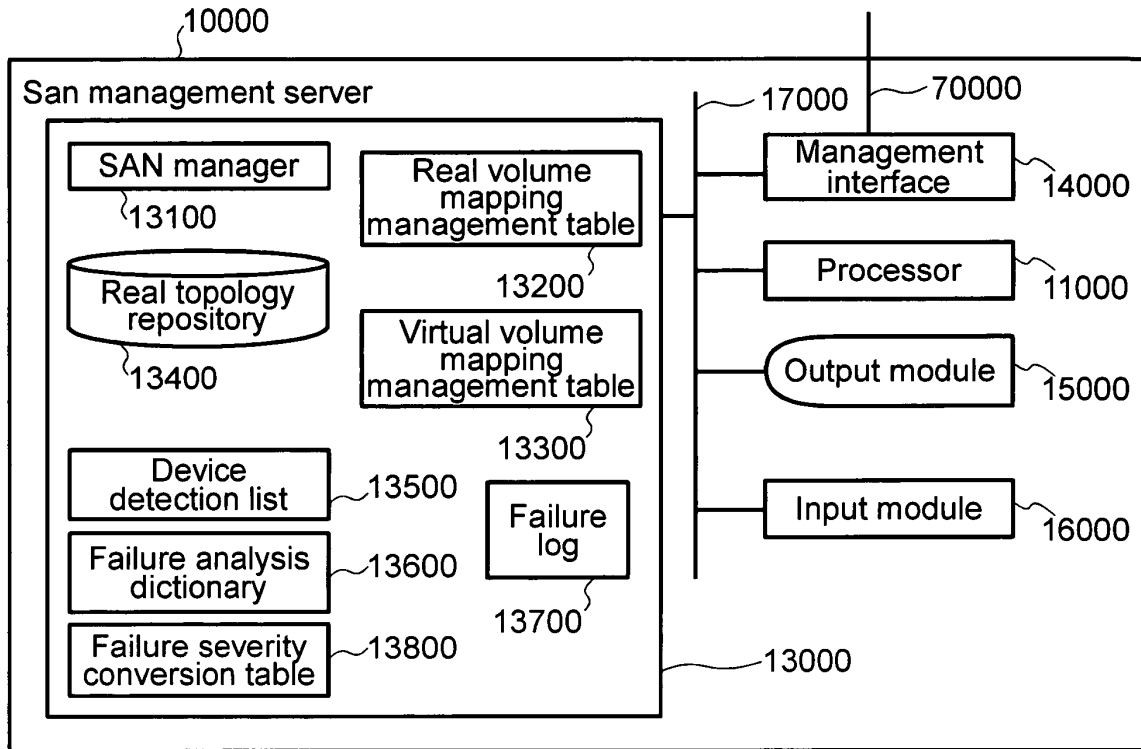 10000
San management server
17000
70000
SAN manager
13100
Real volume
mapping
management table
13200
Management
interface
14000
Real topology
repository
13400
Processor
11000
Virtual volume
mapping
management table
13300
Output module
15000
Device
detection list
13500
Failure analysis
dictionary
13600
Failure severity
conversion table
13800
Failure
log
13700
Input module
16000
13000